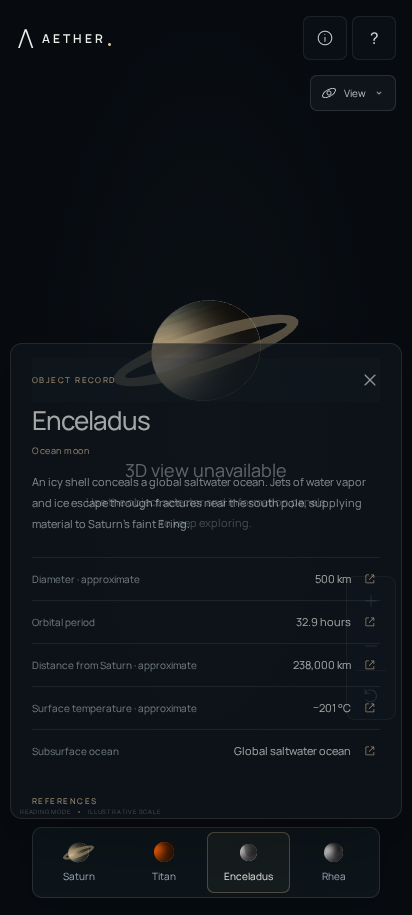 AETHER.
?
View
OBJECT RECORD
Enceladus
Ocean moon
3D view unavailable
An icy shell conceals a global saltwater ocean. Jets of water vapor
and ice escape through fractures near the south pole, supplying
material to Saturn's faint E ring.
to keep exploring.
Diameter · approximate 500 km
Orbital period 32.9 hours
Distance from Saturn · approximate 238,000 km
Surface temperature · approximate −201 °C
Subsurface ocean Global saltwater ocean
REFERENCES
READING MODE • ILLUSTRATIVE SCALE
Saturn Titan Enceladus Rhea